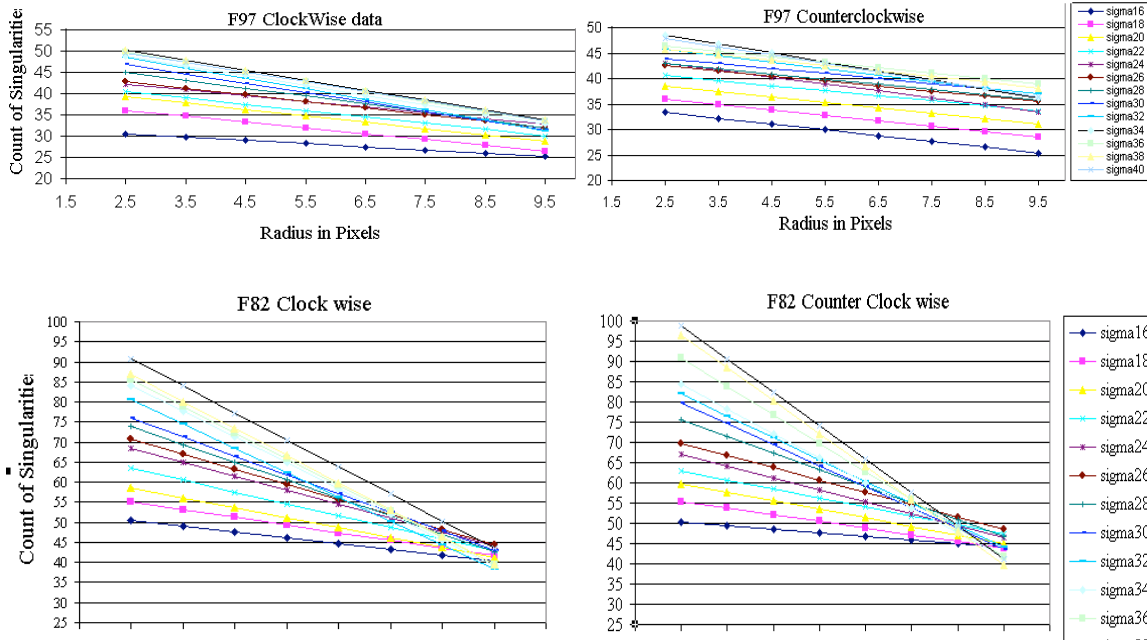 F97 ClockWise data
Count of Singularities
55
50
45
40
35
30
25
20
1.5 2.5 3.5 4.5 5.5 6.5 7.5 8.5 9.5
Radius in Pixels
F97 Counterclockwise
50
45
40
35
30
25
20
1.5 2.5 3.5 4.5 5.5 6.5 7.5 8.5 9.5
Radius in Pixels
sigma16
sigma18
sigma20
sigma22
sigma24
sigma26
sigma28
sigma30
sigma32
sigma34
sigma36
sigma38
sigma40
F82 Clock wise
Count of Singularities
100
95
90
85
80
75
70
65
60
55
50
45
40
35
30
25
F82 Counter Clock wise
100
95
90
85
80
75
70
65
60
55
50
45
40
35
30
25
sigma16
sigma18
sigma20
sigma22
sigma24
sigma26
sigma28
sigma30
sigma32
sigma34
sigma36